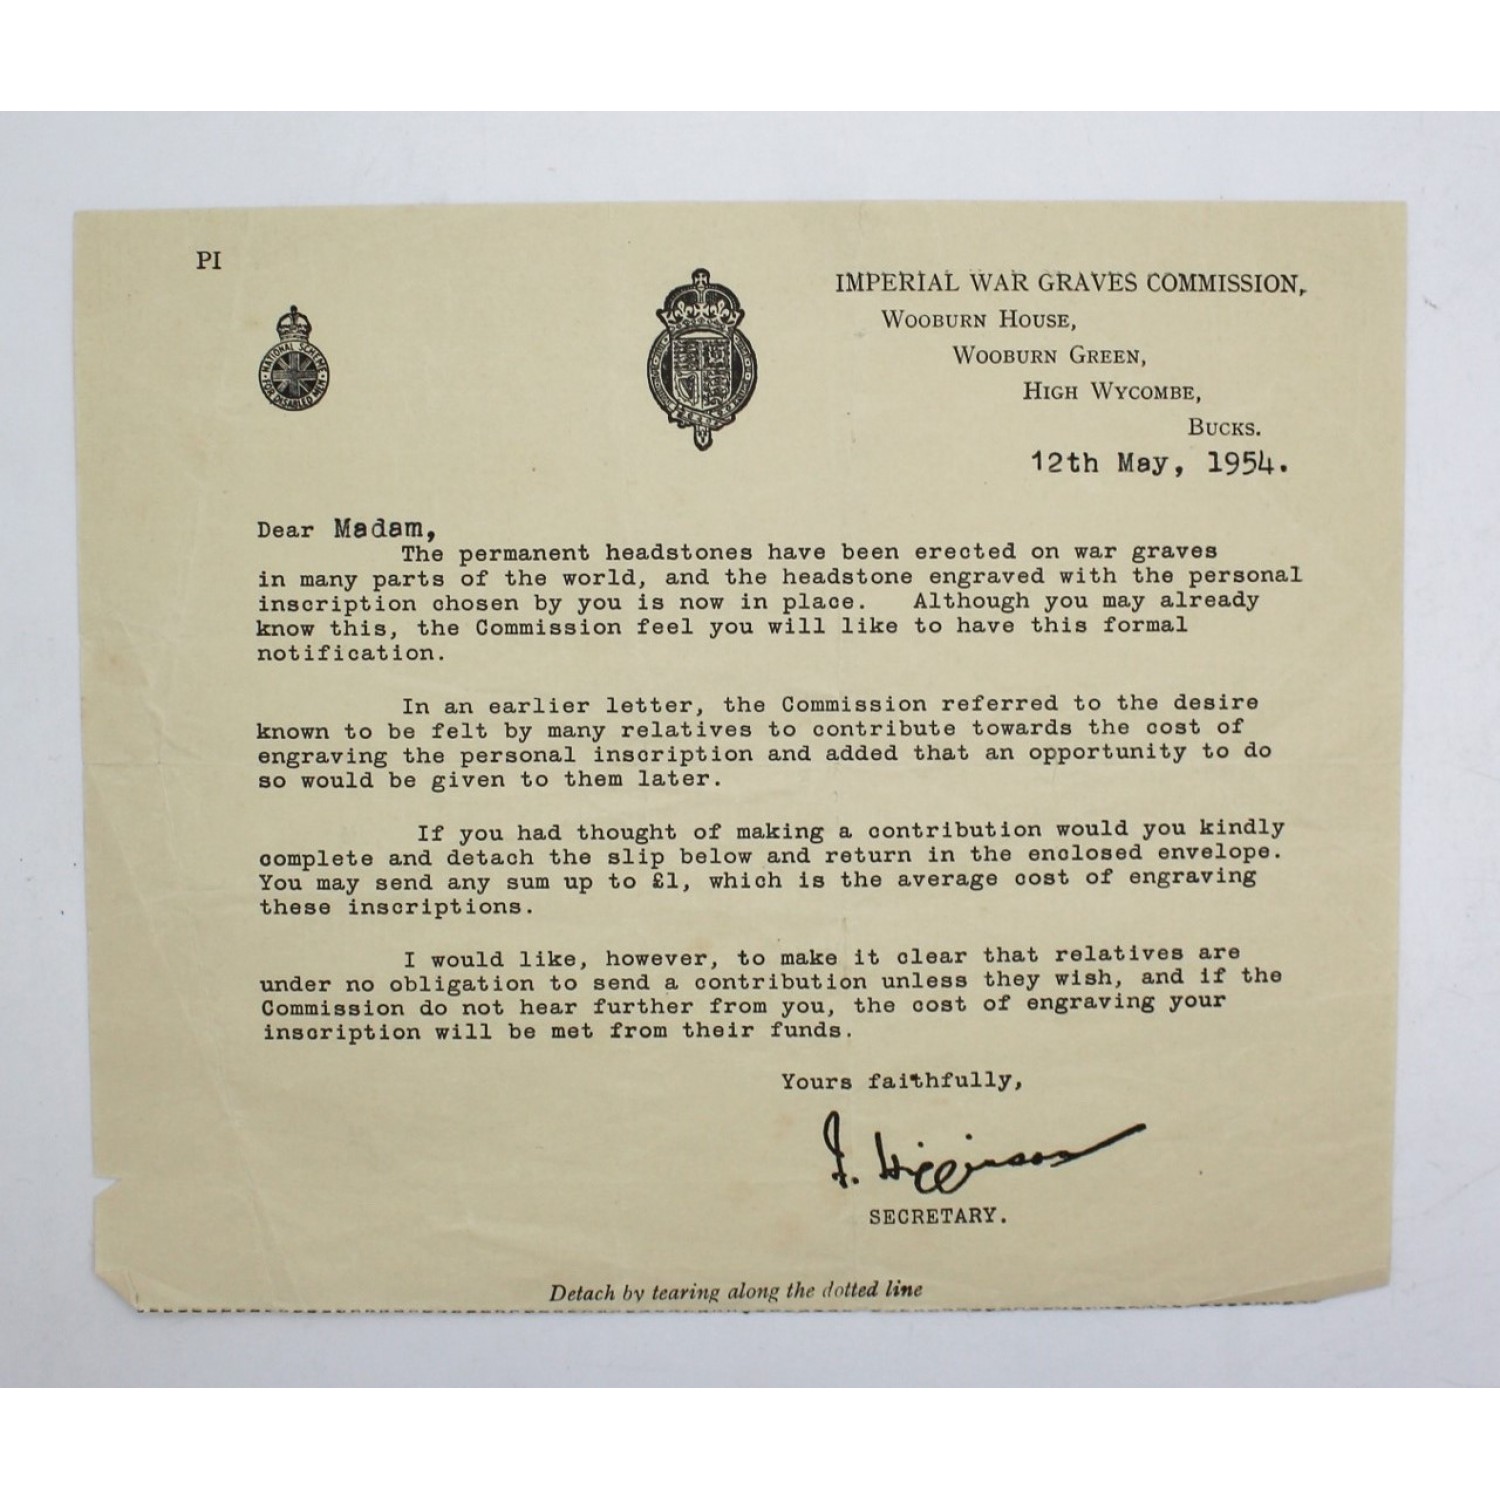 PI
IMPERIAL WAR GRAVES COMMISSION,
WOOBURN HOUSE,
WOOBURN GREEN,
HIGH WYCOMBE,
BUCKS.
NATIONAL SCHEME
FOR DISABLED MEN
12th May, 1954.
Dear Madam,
The permanent headstones have been erected on war graves
in many parts of the world, and the headstone engraved with the personal
inscription chosen by you is now in place. Although you may already
know this, the Commission feel you will like to have this formal
notification.
In an earlier letter, the Commission referred to the desire
known to be felt by many relatives to contribute towards the cost of
engraving the personal inscription and added that an opportunity to do
so would be given to them later.
If you had thought of making a contribution would you kindly
complete and detach the slip below and return in the enclosed envelope.
You may send any sum up to £1, which is the average cost of engraving
these inscriptions.
I would like, however, to make it clear that relatives are
under no obligation to send a contribution unless they wish, and if the
Commission do not hear further from you, the cost of engraving your
inscription will be met from their funds.
Yours faithfully,
Higginson
SECRETARY.
Detach by tearing along the dotted line